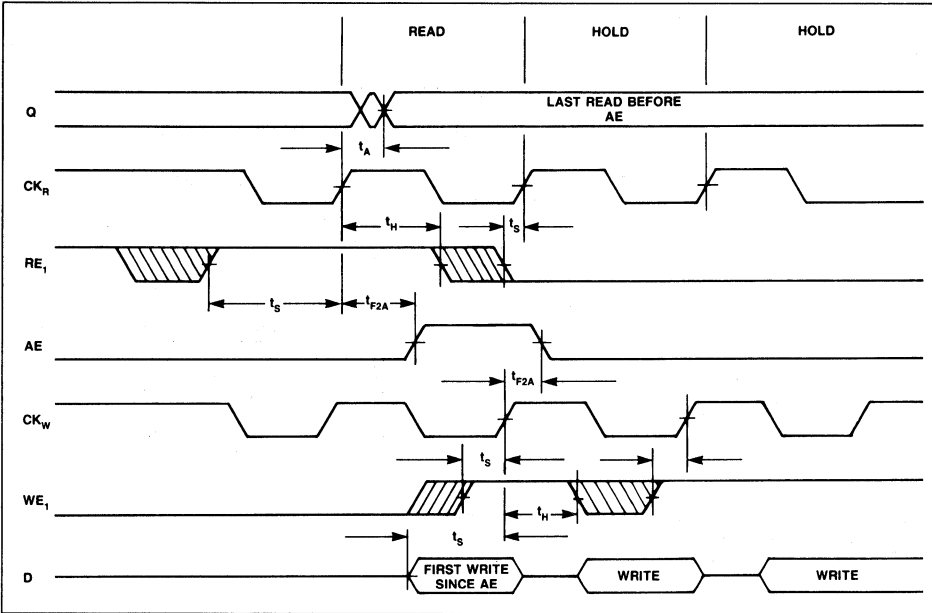 READ HOLD HOLD
Q
LAST READ BEFORE
AE
tA
CKR
tH tS
RE1
tS tF2A
AE
tF2A
CKW
tS
WE1
tH
tS
D
FIRST WRITE
SINCE AE
WRITE WRITE